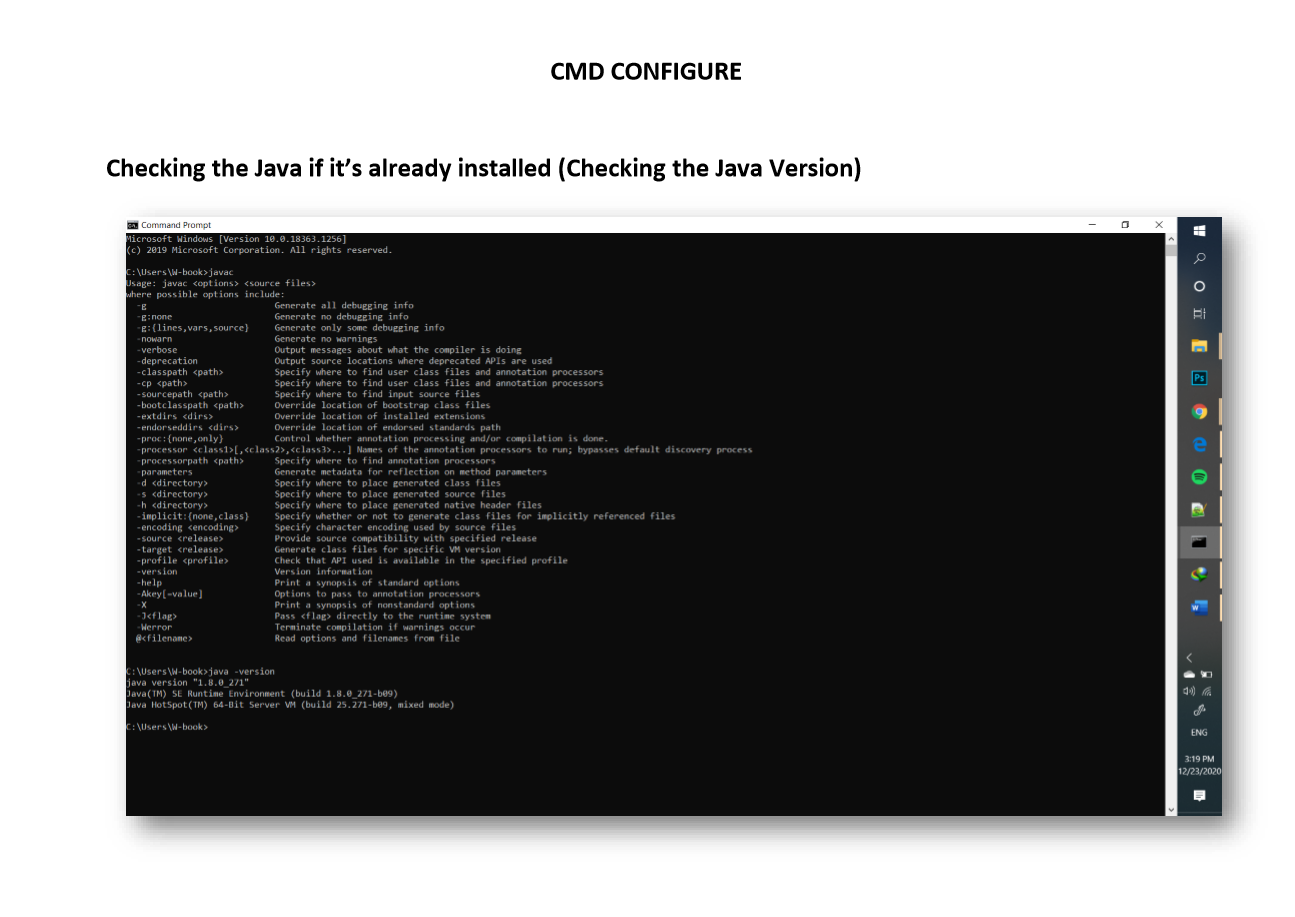 CMD CONFIGURE
Checking the Java if it’s already installed (Checking the Java Version)
Command Prompt
Microsoft Windows [Version 10.0.18363.1256]
(c) 2019 Microsoft Corporation. All rights reserved.
C:\Users\W-book>javac
Usage: javac <options> <source files>
where possible options include:
-g Generate all debugging info
-g:none Generate no debugging info
-g:{lines,vars,source} Generate only some debugging info
-nowarn Generate no warnings
-verbose Output messages about what the compiler is doing
-deprecation Output source locations where deprecated APIs are used
-classpath <path> Specify where to find user class files and annotation processors
-cp <path> Specify where to find user class files and annotation processors
-sourcepath <path> Specify where to find input source files
-bootclasspath <path> Override location of bootstrap class files
-extdirs <dirs> Override location of installed extensions
-endorseddirs <dirs> Override location of endorsed standards path
-proc:{none,only} Control whether annotation processing and/or compilation is done.
-processor <class1>[,<class2>,<class3>...] Names of the annotation processors to run; bypasses default discovery process
-processorpath <path> Specify where to find annotation processors
-parameters Generate metadata for reflection on method parameters
-d <directory> Specify where to place generated class files
-s <directory> Specify where to place generated source files
-h <directory> Specify where to place generated native header files
-implicit:{none,class} Specify whether or not to generate class files for implicitly referenced files
-encoding <encoding> Specify character encoding used by source files
-source <release> Provide source compatibility with specified release
-target <release> Generate class files for specific VM version
-profile <profile> Check that API used is available in the specified profile
-version Version information
-help Print a synopsis of standard options
-Akey[=value] Options to pass to annotation processors
-X Print a synopsis of nonstandard options
-J<flag> Pass <flag> directly to the runtime system
-Werror Terminate compilation if warnings occur
@<filename> Read options and filenames from file
C:\Users\W-book>java -version
java version "1.8.0_271"
Java(TM) SE Runtime Environment (build 1.8.0_271-b09)
Java HotSpot(TM) 64-Bit Server VM (build 25.271-b09, mixed mode)
C:\Users\W-book>
Ps
W
ENG
3:19 PM
12/23/2020